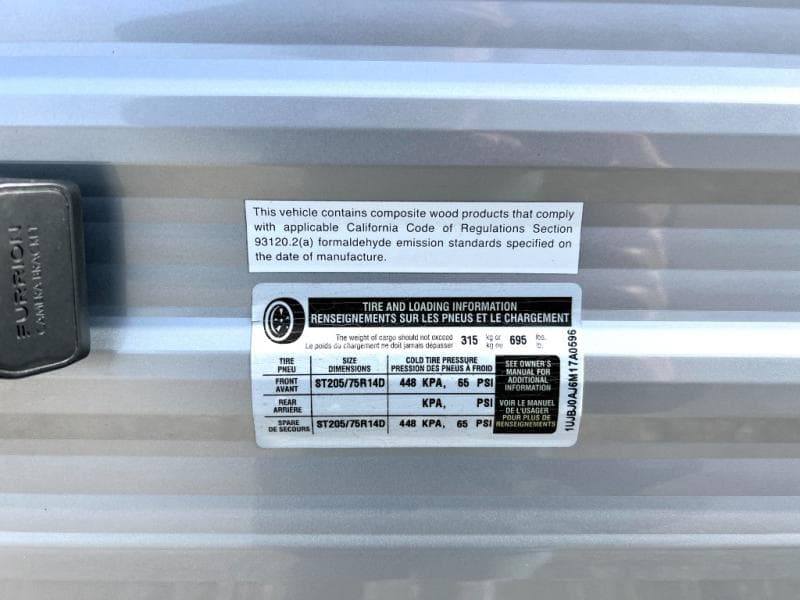 FURRION
CAMERA BRACKET
This vehicle contains composite wood products that comply
with applicable California Code of Regulations Section
93120.2(a) formaldehyde emission standards specified on
the date of manufacture.
TIRE AND LOADING INFORMATION
RENSEIGNEMENTS SUR LES PNEUS ET LE CHARGEMENT
The weight of cargo should not exceed 315 kg or 695 lbs.
Le poids du chargement ne doit jamais dépasser kg ou lb.
TIRE SIZE COLD TIRE PRESSURE
PNEU DIMENSIONS PRESSION DES PNEUS À FROID
FRONT ST205/75R14D 448 KPA, 65 PSI
AVANT
REAR KPA, PSI
ARRIÈRE
SPARE ST205/75R14D 448 KPA, 65 PSI
DE SECOURS
SEE OWNER'S
MANUAL FOR
ADDITIONAL
INFORMATION
VOIR LE MANUEL
DE L'USAGER
POUR PLUS DE
RENSEIGNEMENTS
1UJBJ0AJ6M17A0596